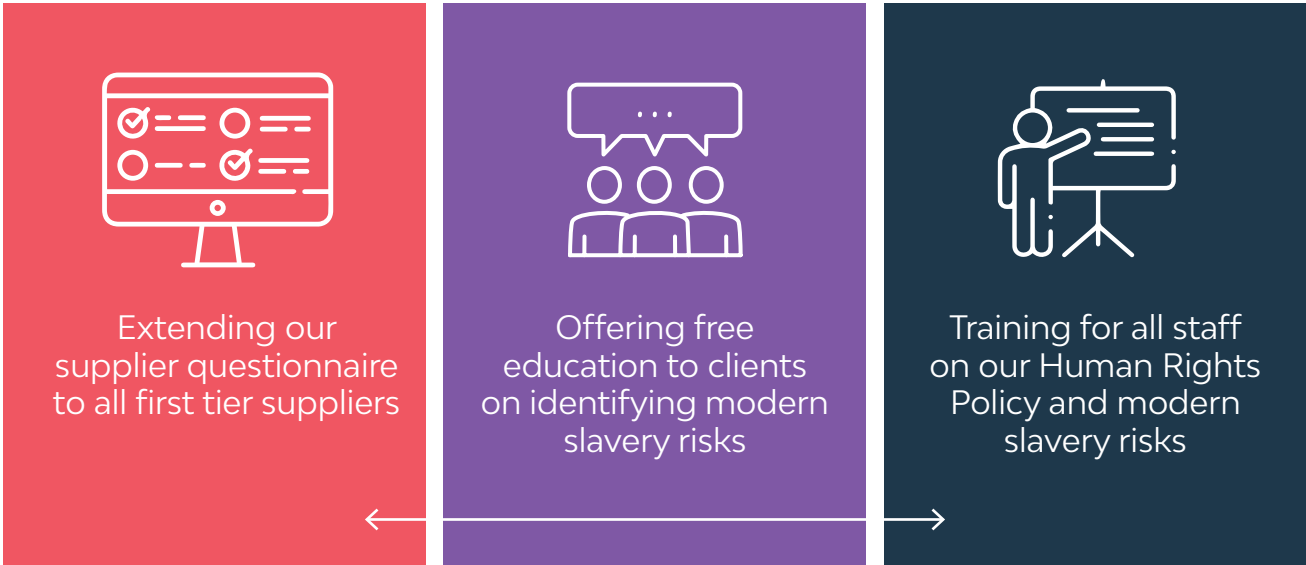 Extending our
supplier questionnaire
to all first tier suppliers
Offering free
education to clients
on identifying modern
slavery risks
Training for all staff
on our Human Rights
Policy and modern
slavery risks